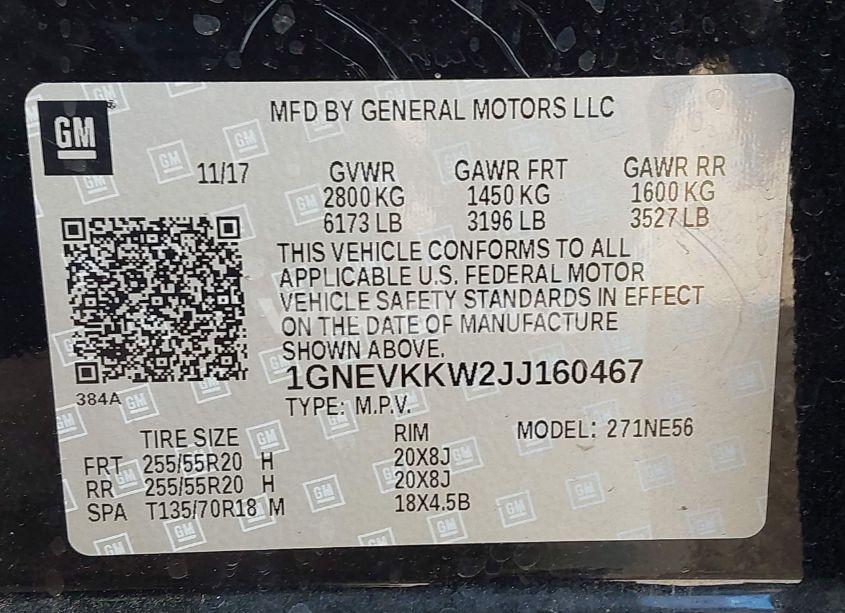 GM
MFD BY GENERAL MOTORS LLC
11/17 GVWR GAWR FRT GAWR RR
2800 KG 1450 KG 1600 KG
6173 LB 3196 LB 3527 LB
THIS VEHICLE CONFORMS TO ALL
APPLICABLE U.S. FEDERAL MOTOR
VEHICLE SAFETY STANDARDS IN EFFECT
ON THE DATE OF MANUFACTURE
SHOWN ABOVE.
384A
1GNEVKKW2JJ160467
TYPE: M.P.V.
TIRE SIZE RIM MODEL: 271NE56
FRT 255/55R20 H 20X8J
RR 255/55R20 H 20X8J
SPA T135/70R18 M 18X4.5B